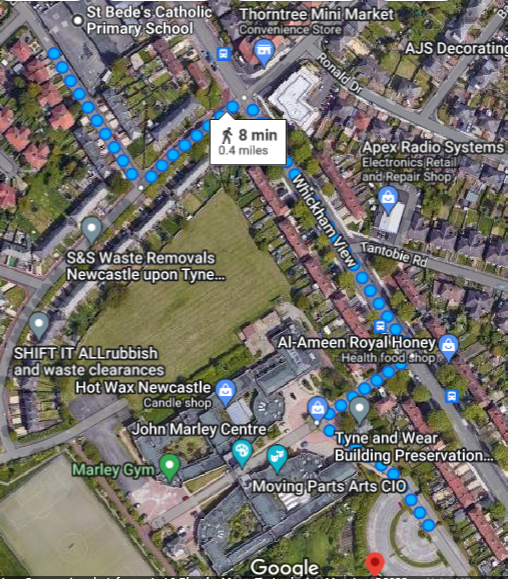 St Bede's Catholic
Primary School
Thorntree Mini Market
Convenience Store
AJS Decorating
Ronald Dr
8 min
0.4 miles
Apex Radio Systems
Electronics Retail
and Repair Shop
Whickham View
Tantobie Rd
S&S Waste Removals
Newcastle upon Tyne...
SHIFT IT ALLrubbish
and waste clearances
Al-Ameen Royal Honey
Health food shop
Hot Wax Newcastle
Candle shop
John Marley Centre
Tyne and Wear
Building Preservation...
Marley Gym
Moving Parts Arts CIO
Google